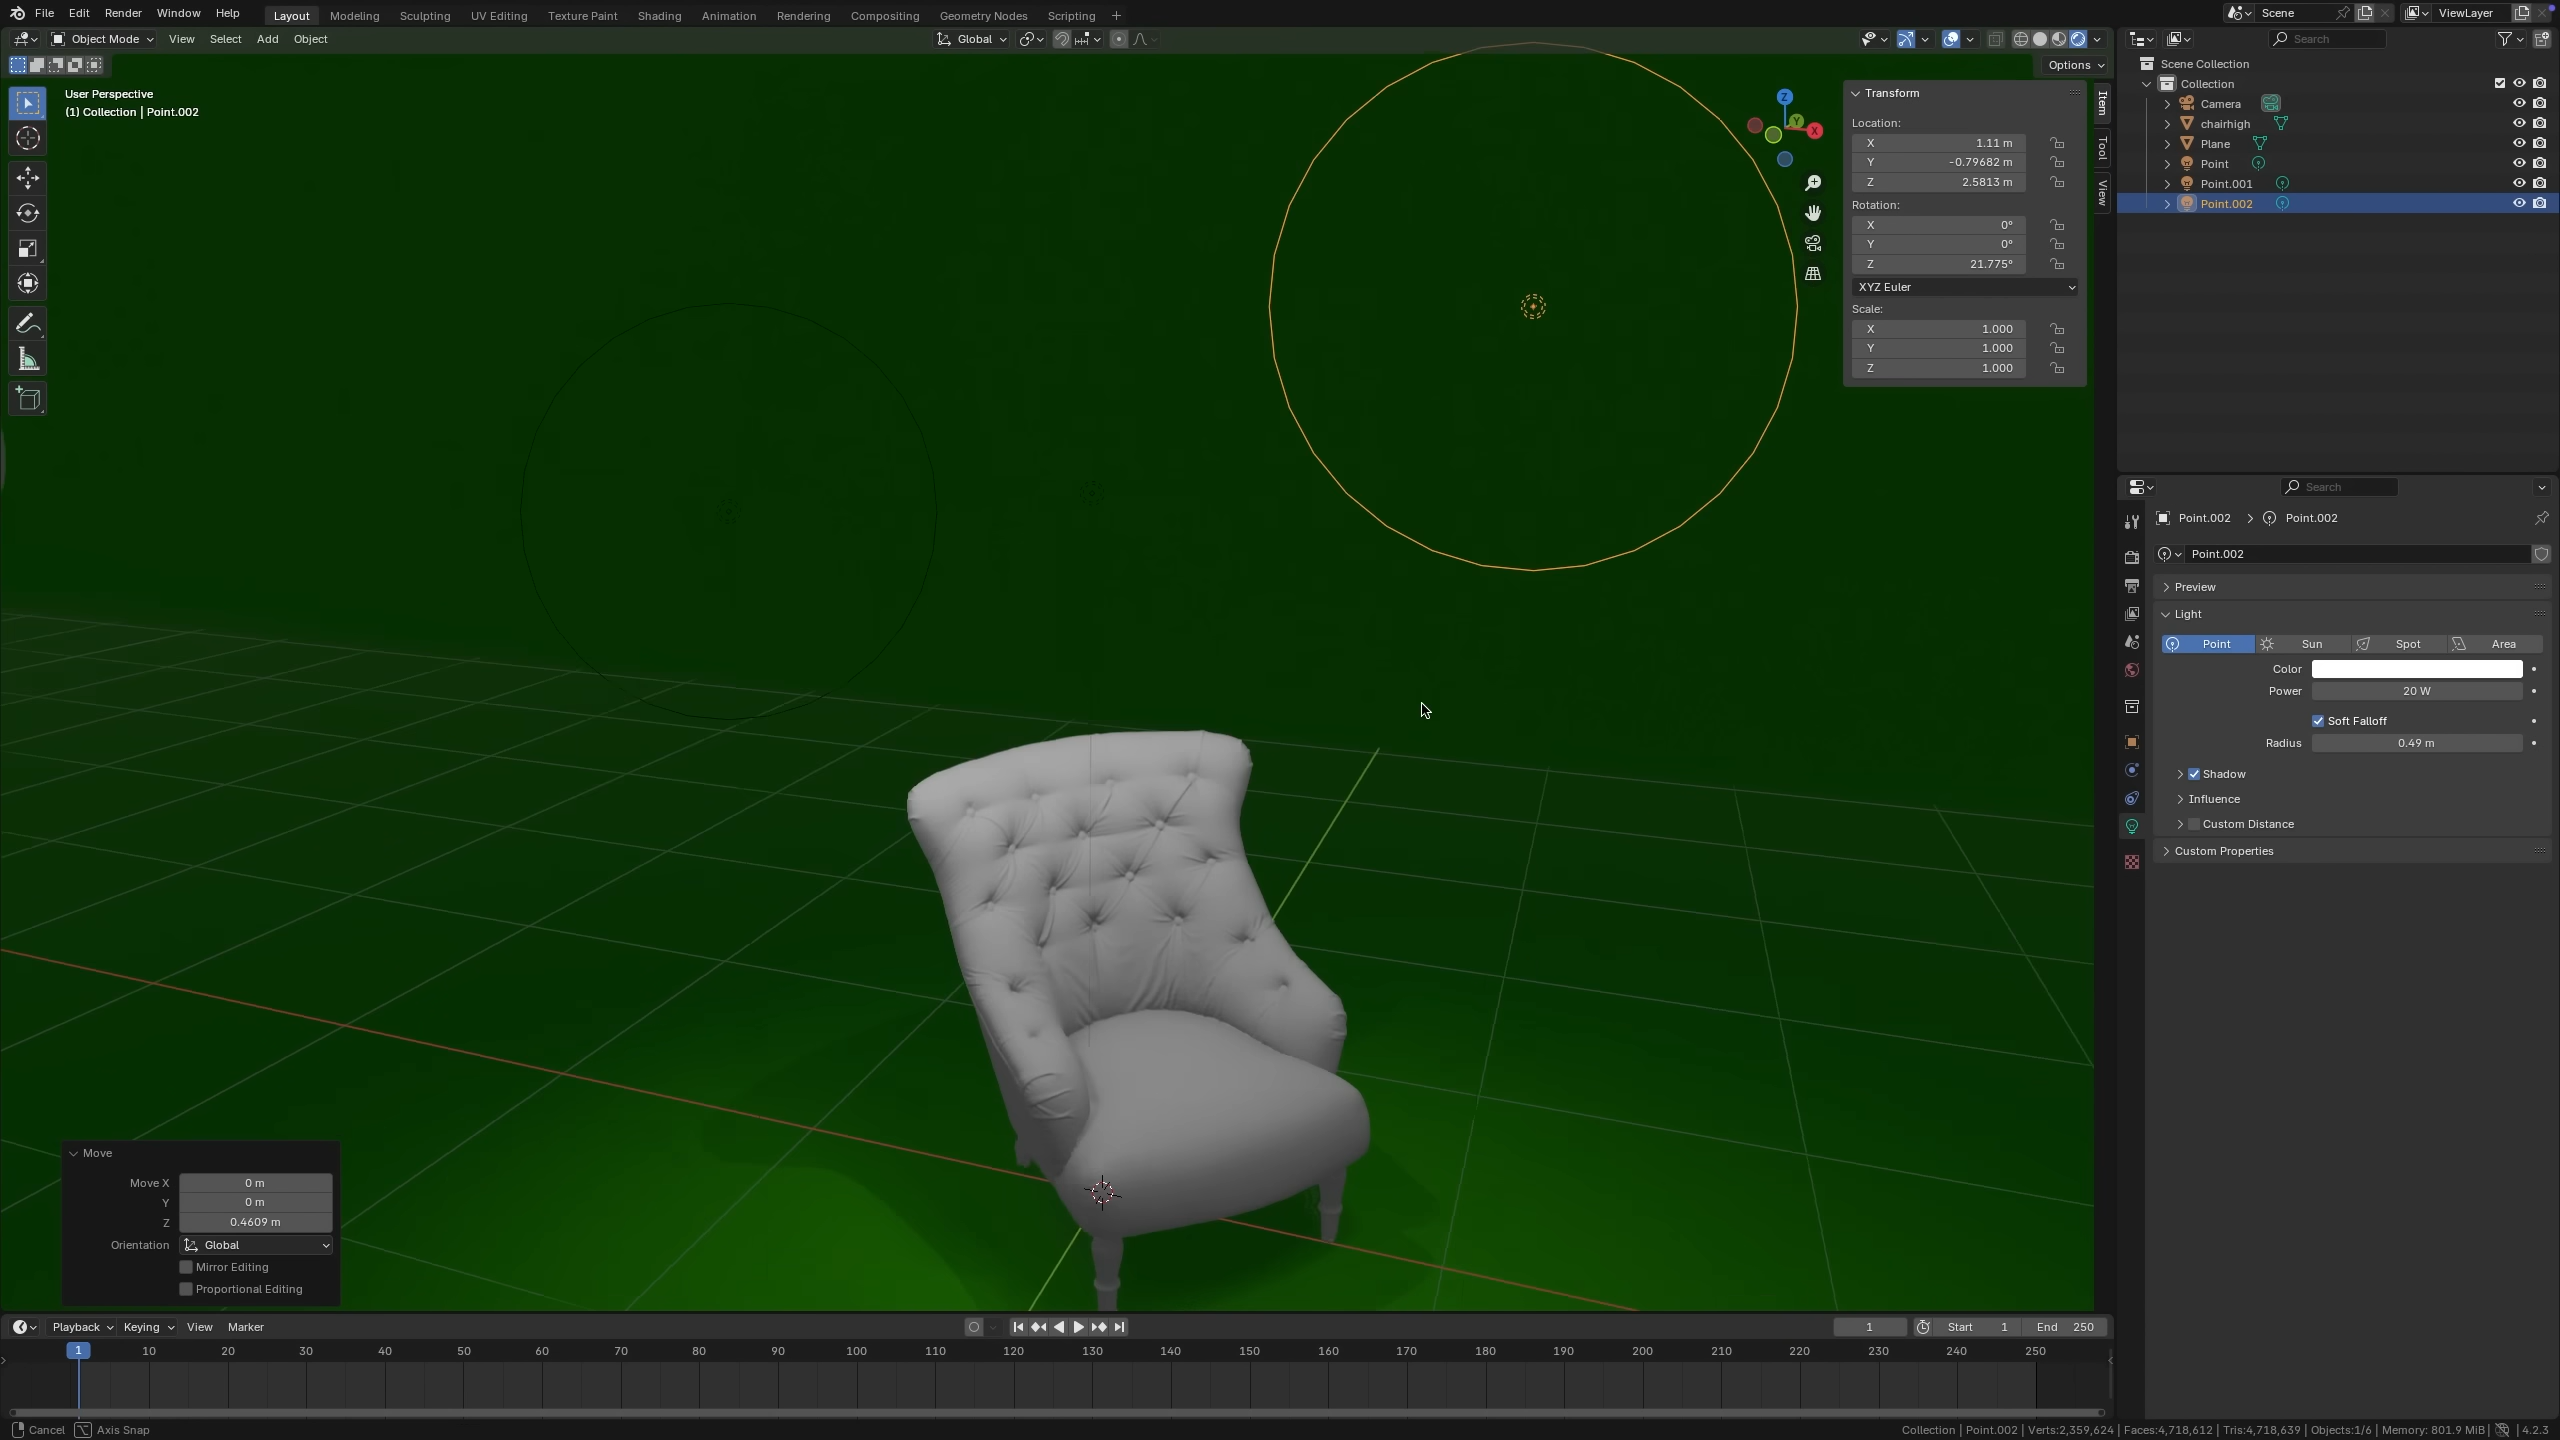 File Edit Render Window Help Layout Modeling Sculpting UV Editing Texture Paint Shading Animation Rendering Compositing Geometry Nodes Scripting + Scene ViewLayer
Object Mode View Select Add Object Global Search
Options
User Perspective
(1) Collection | Point.002
Transform
Location:
X 1.11 m
Y -0.79682 m
Z 2.5813 m
Rotation:
X 0°
Y 0°
Z 21.775°
XYZ Euler
Scale:
X 1.000
Y 1.000
Z 1.000
Z
Y
X
Item
Tool
View
Scene Collection
Collection
Camera
chairhigh
Plane
Point
Point.001
Point.002
Search
Point.002 > Point.002
Point.002
Preview
Light
Point Sun Spot Area
Color
Power 20 W
Soft Falloff
Radius 0.49 m
Shadow
Influence
Custom Distance
Custom Properties
Move
Move X 0 m
Y 0 m
Z 0.4609 m
Orientation Global
Mirror Editing
Proportional Editing
Playback Keying View Marker 1 Start 1 End 250
1 10 20 30 40 50 60 70 80 90 100 110 120 130 140 150 160 170 180 190 200 210 220 230 240 250
Cancel Axis Snap Collection | Point.002 | Verts:2,359,624 | Faces:4,718,612 | Tris:4,718,639 | Objects:1/6 | Memory: 801.9 MiB | 4.2.3